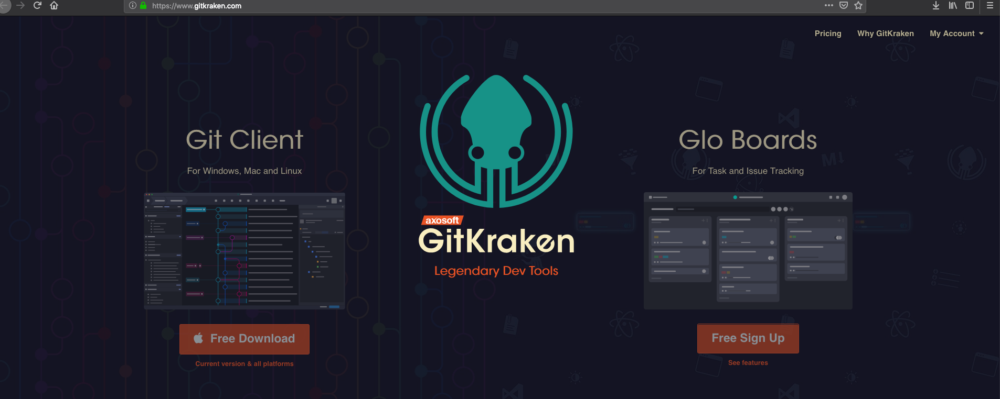 https://www.gitkraken.com
Pricing
Why GitKraken
My Account
Git Client
For Windows, Mac and Linux
Free Download
Current version & all platforms
axosoft
GitKraken
Legendary Dev Tools
Glo Boards
For Task and Issue Tracking
Free Sign Up
See features
M